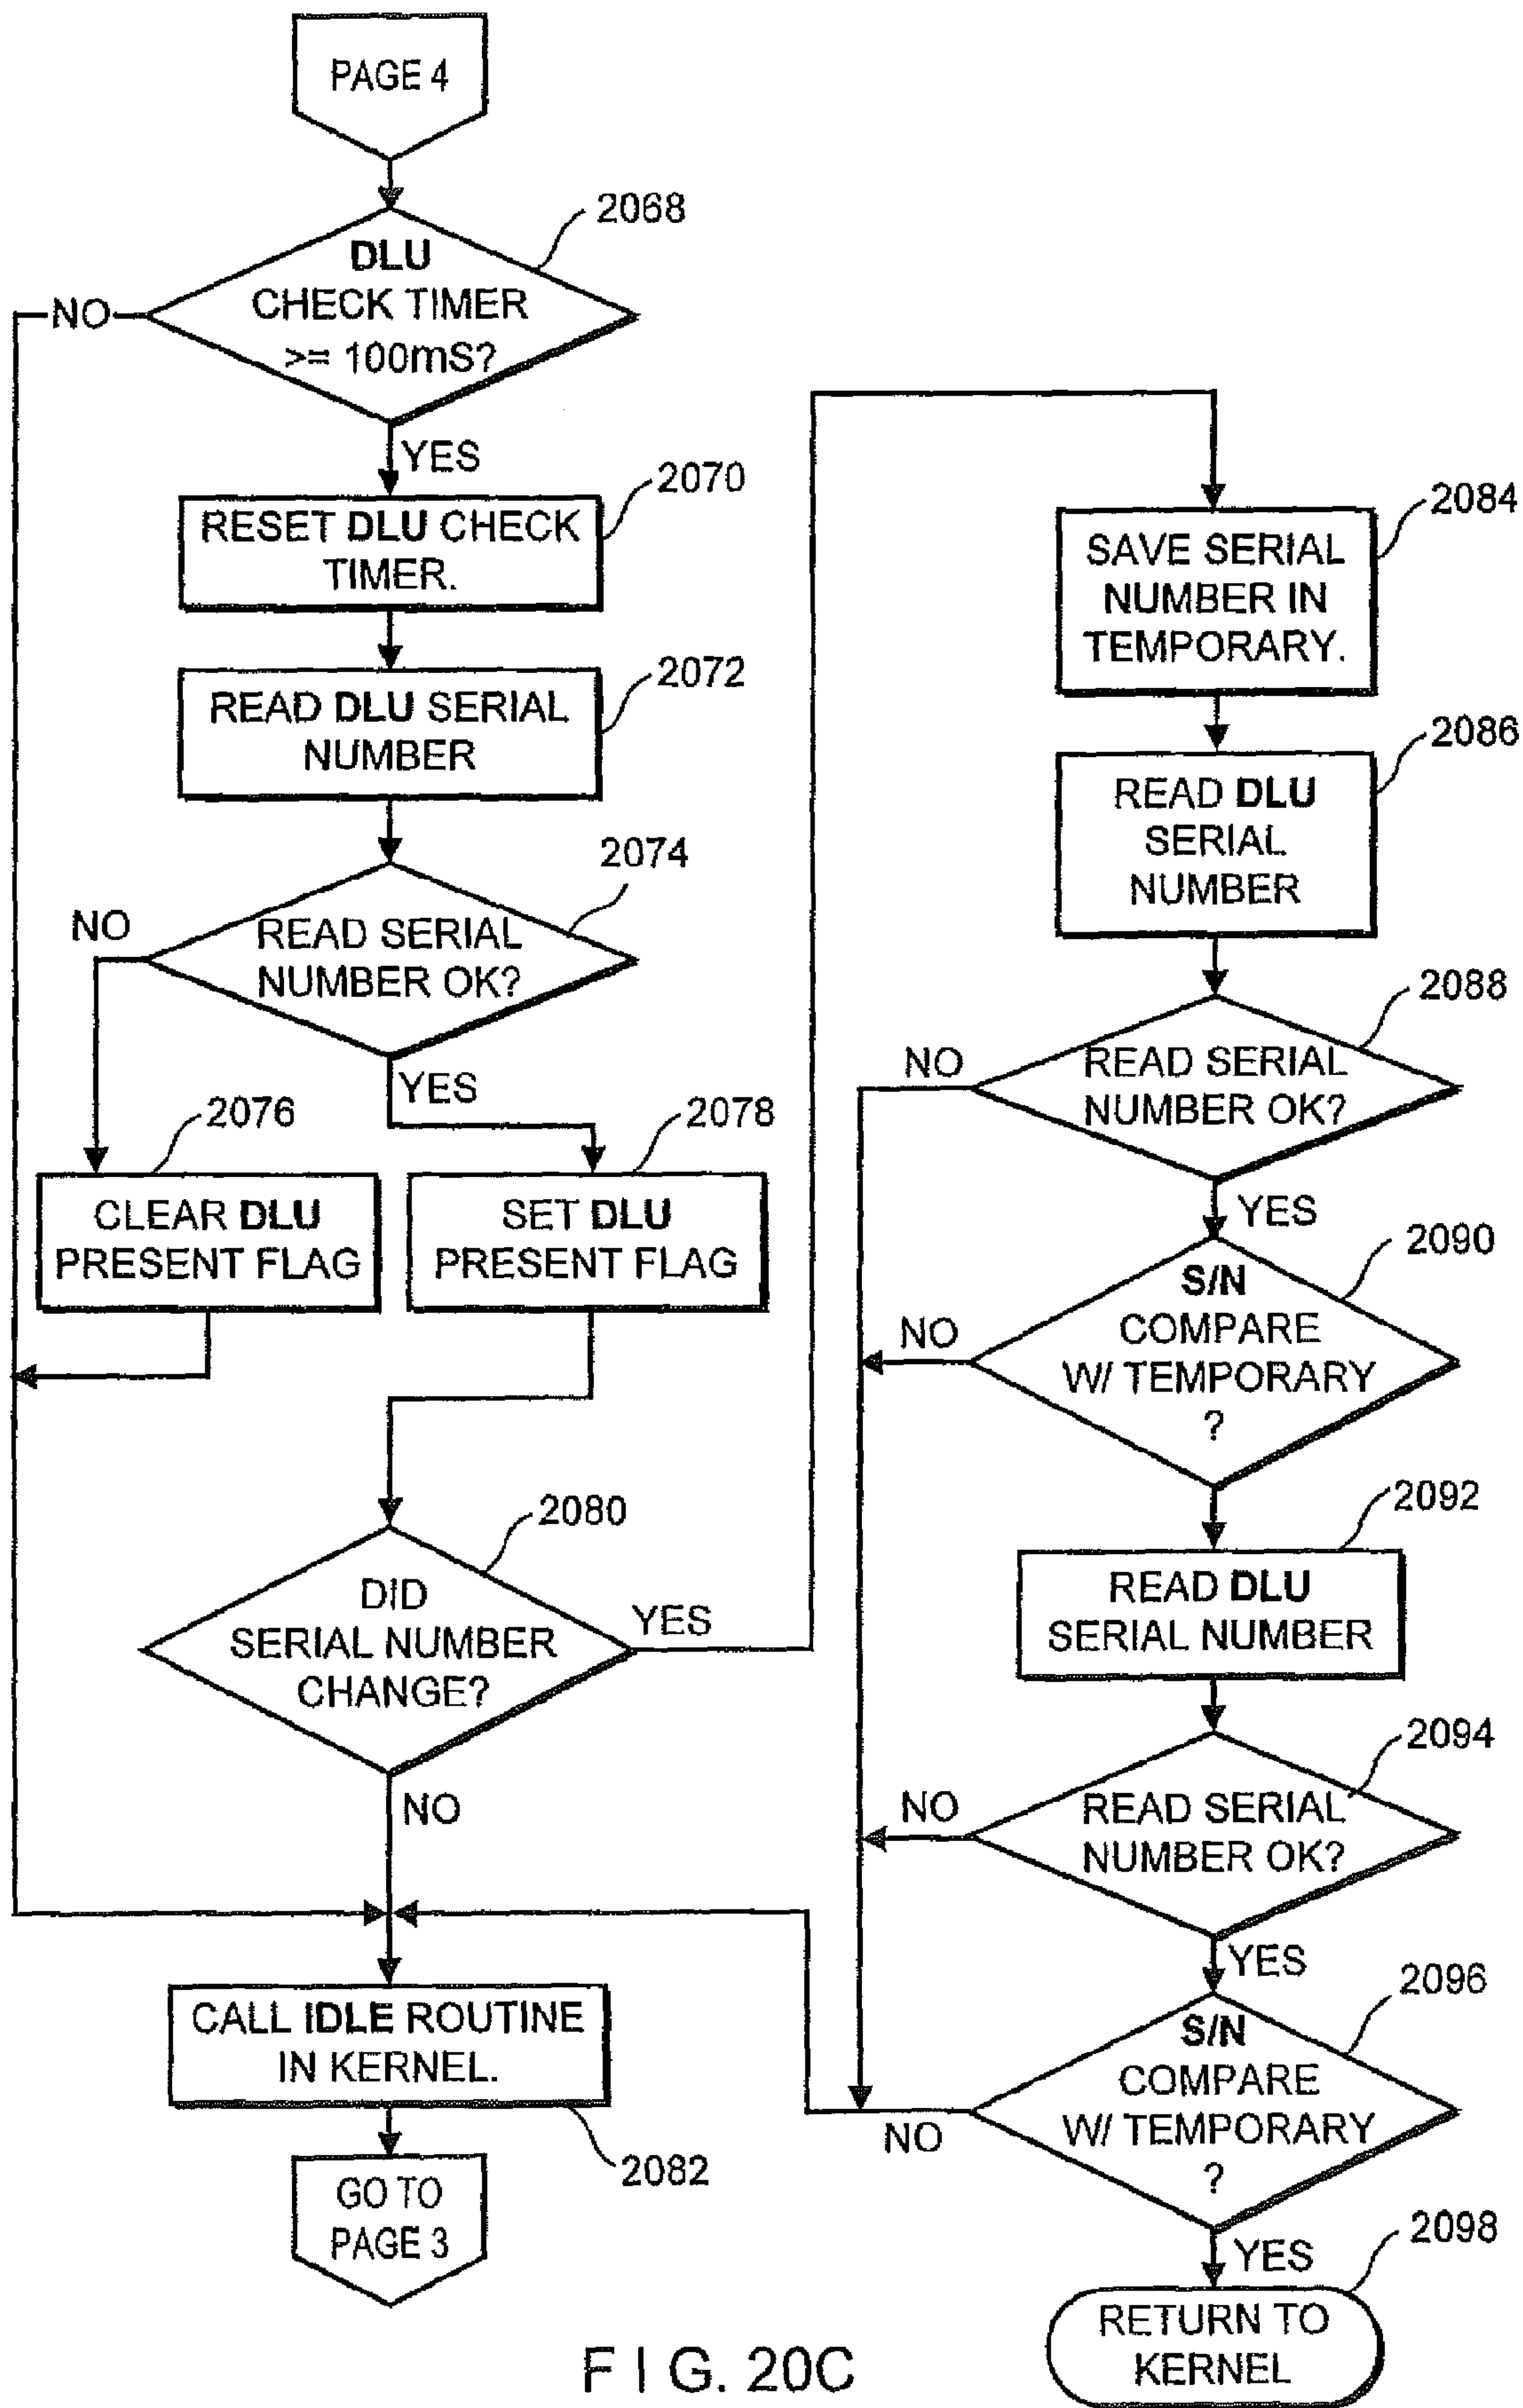 PAGE 4
2068
DLU
CHECK TIMER
>= 100mS?
NO
YES
2070
RESET DLU CHECK
TIMER.
2072
READ DLU SERIAL
NUMBER
2074
READ SERIAL
NUMBER OK?
NO
YES
2076
CLEAR DLU
PRESENT FLAG
2078
SET DLU
PRESENT FLAG
2080
DID
SERIAL NUMBER
CHANGE?
YES
NO
CALL IDLE ROUTINE
IN KERNEL.
2082
GO TO
PAGE 3
2084
SAVE SERIAL
NUMBER IN
TEMPORARY.
2086
READ DLU
SERIAL
NUMBER
2088
READ SERIAL
NUMBER OK?
NO
YES
2090
S/N
COMPARE
W/ TEMPORARY
?
NO
2092
READ DLU
SERIAL NUMBER
2094
READ SERIAL
NUMBER OK?
NO
YES
2096
S/N
COMPARE
W/ TEMPORARY
?
NO
YES
2098
RETURN TO
KERNEL
FIG. 20C